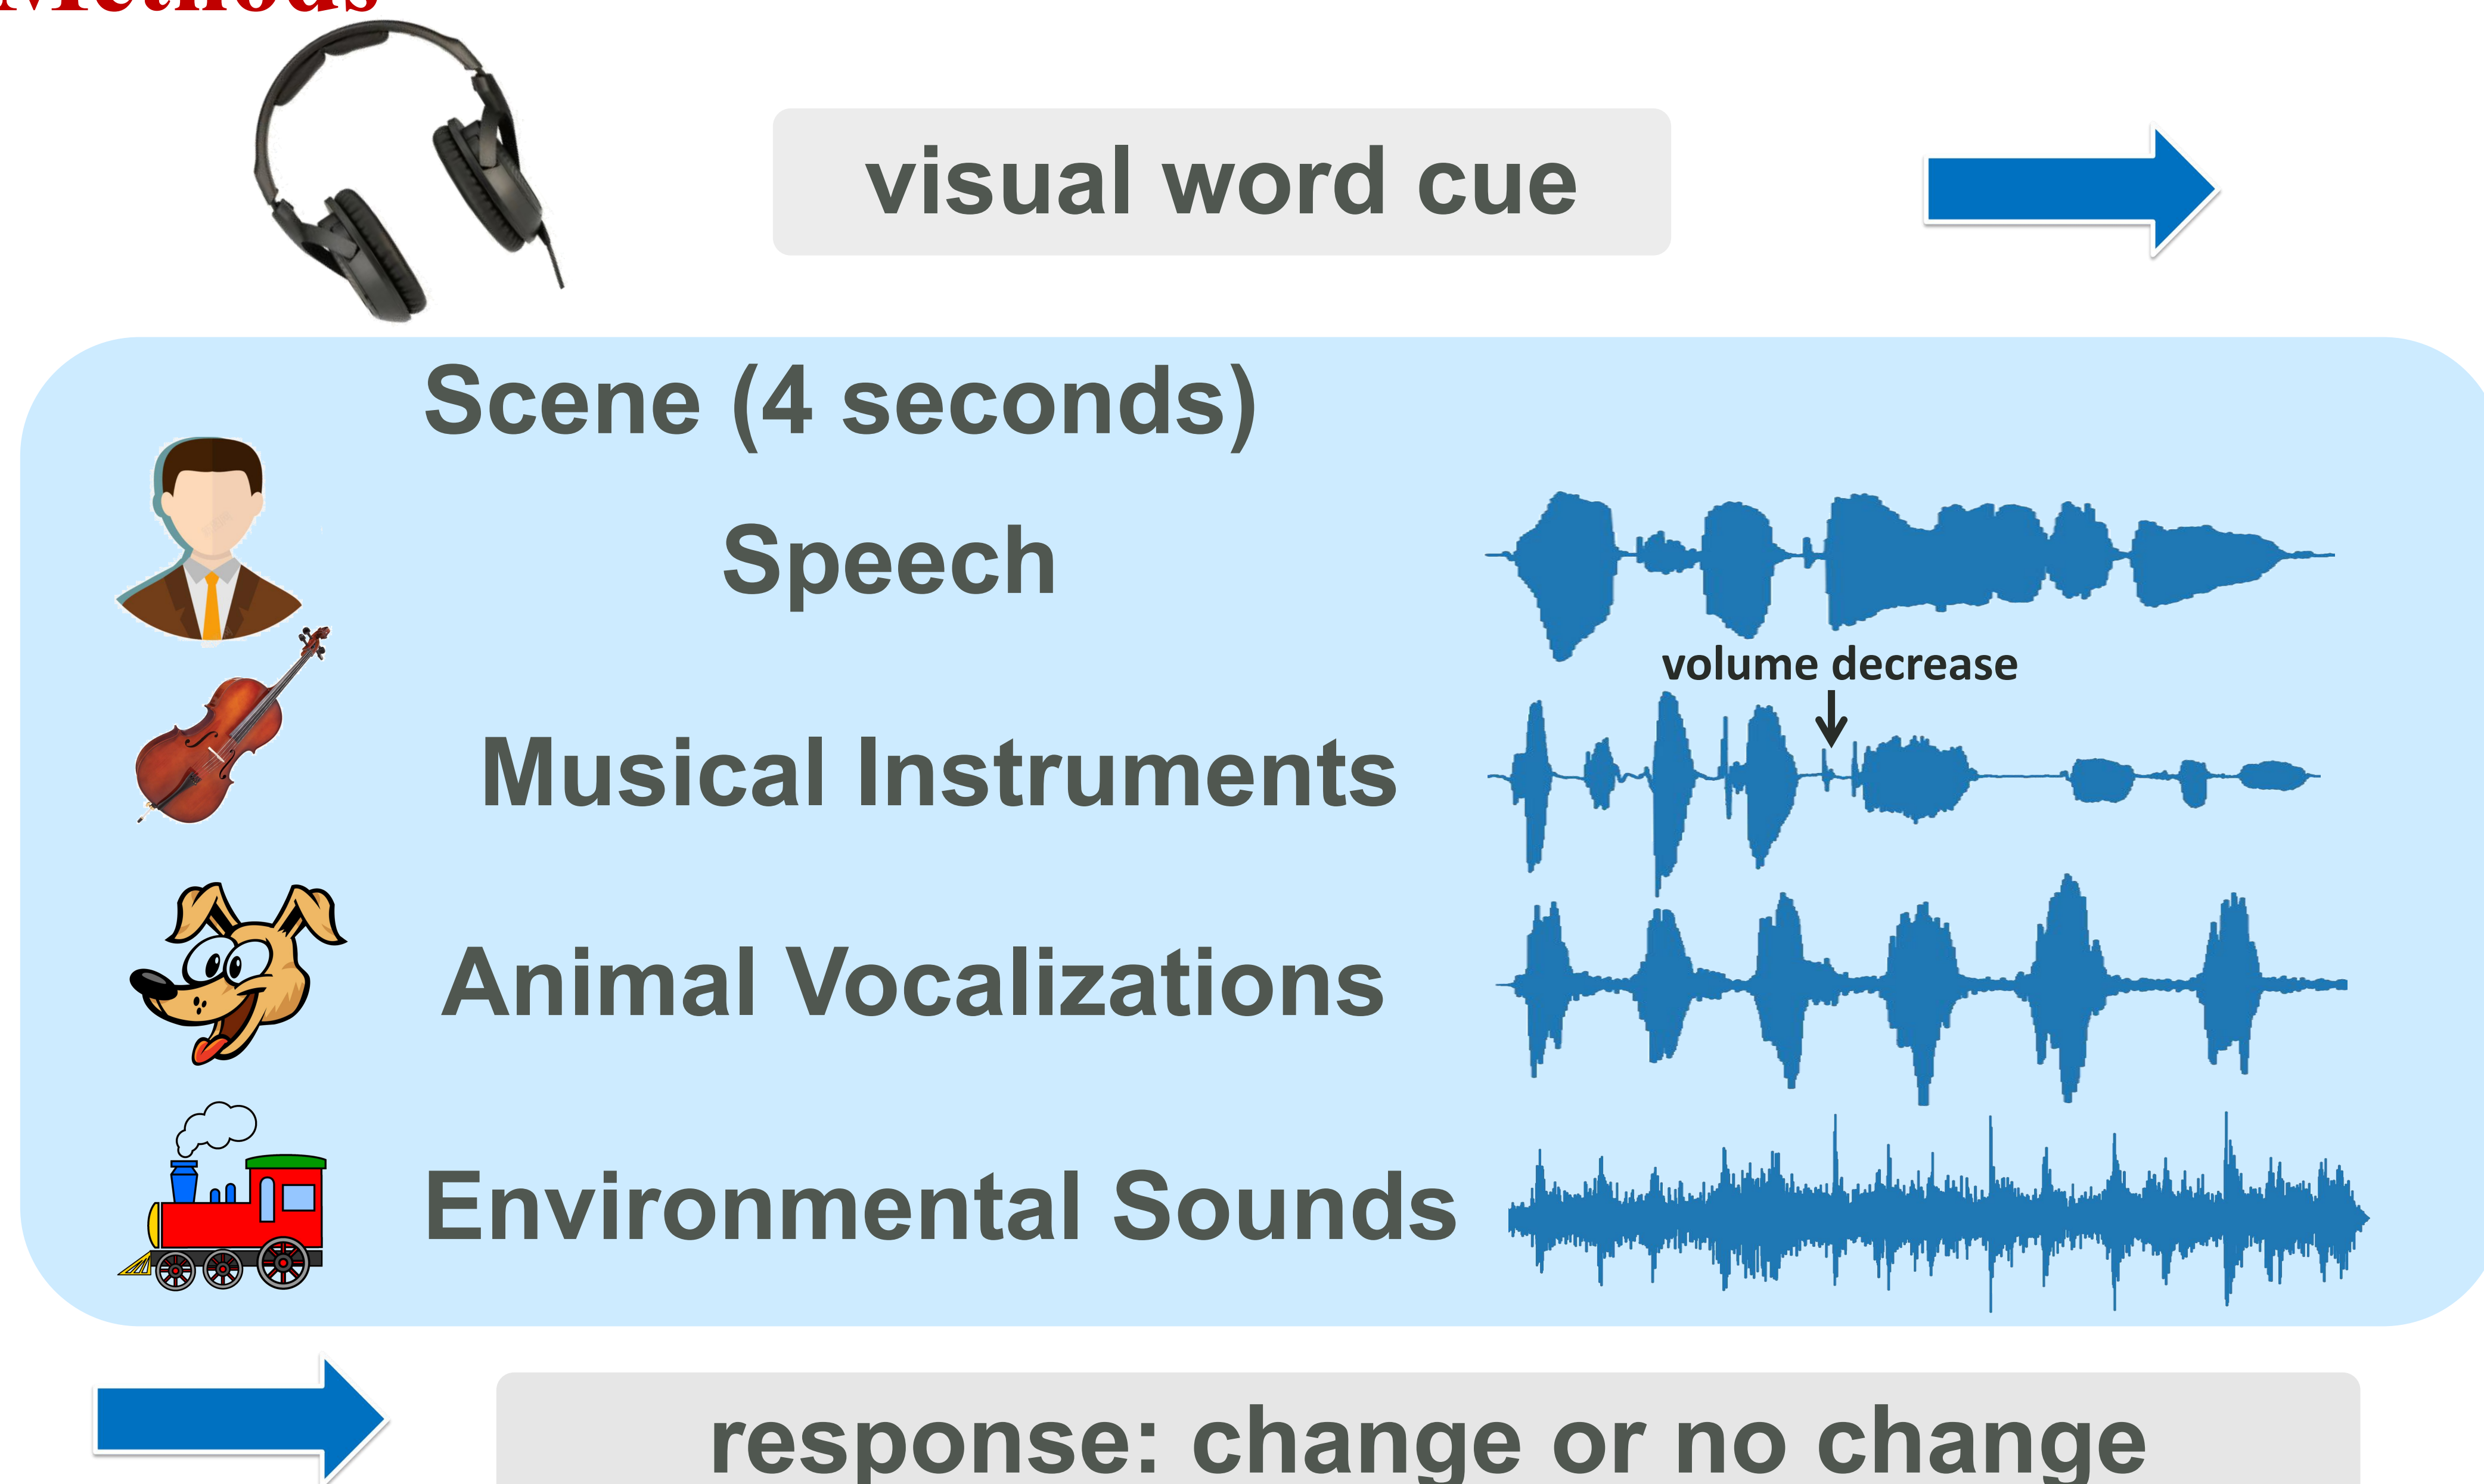 Methods
visual word cue
Scene (4 seconds)
Speech
volume decrease
Musical Instruments
Animal Vocalizations
Environmental Sounds
response: change or no change